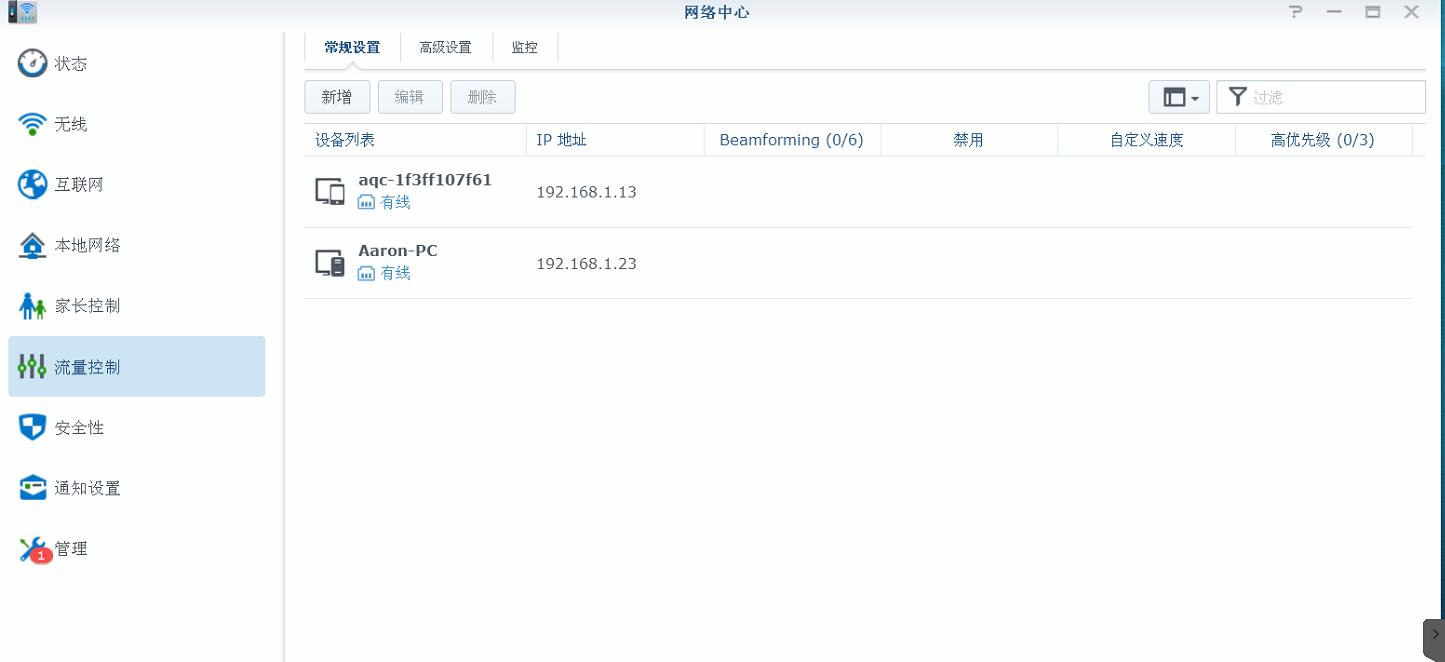 网络中心
状态
无线
互联网
本地网络
家长控制
流量控制
安全性
通知设置
1
管理
常规设置 高级设置 监控
新增 编辑 删除 过滤
设备列表 IP 地址 Beamforming (0/6) 禁用 自定义速度 高优先级 (0/3)
aqc-1f3ff107f61
有线
192.168.1.13
Aaron-PC
有线
192.168.1.23